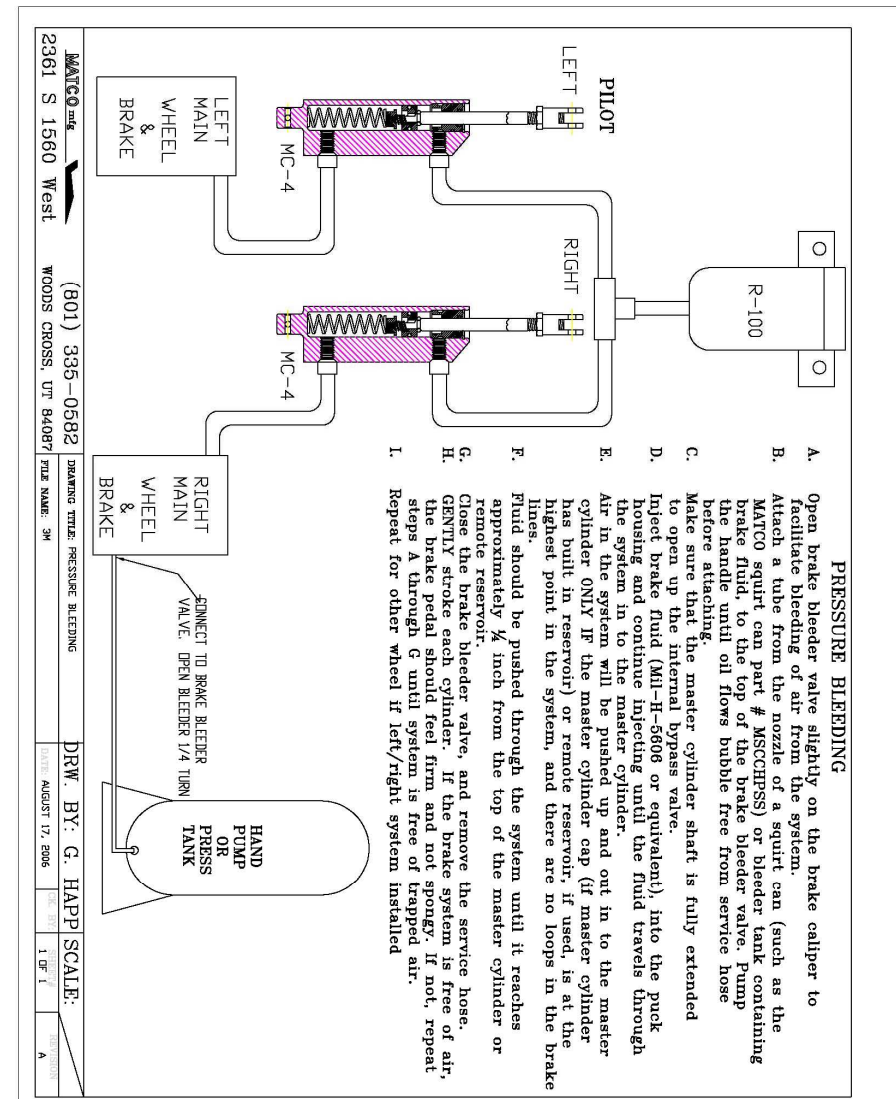 PRESSURE BLEEDING
A. Open brake bleeder valve slightly on the brake caliper to
facilitate bleeding of air from the system.
B. Attach a tube from the nozzle of a squirt can (such as the
MATCO squirt can part # MSCCHPSS) or bleeder tank containing
brake fluid, to the top of the brake bleeder valve. Pump
the handle until oil flows bubble free from service hose
before attaching.
C. Make sure that the master cylinder shaft is fully extended
to open up the internal bypass valve.
D. Inject brake fluid (Mil-H-5606 or equivalent), into the puck
housing and continue injecting until the fluid travels through
the system in to the master cylinder.
E. Air in the system will be pushed up and out in to the master
cylinder ONLY IF the master cylinder cap (if master cylinder
has built in reservoir) or remote reservoir, if used, is at the
highest point in the system, and there are no loops in the brake
lines.
F. Fluid should be pushed through the system until it reaches
approximately ¼ inch from the top of the master cylinder or
remote reservoir.
G. Close the brake bleeder valve, and remove the service hose.
H. GENTLY stroke each cylinder. If the brake system is free of air,
the brake pedal should feel firm and not spongy. If not, repeat
steps A through G until system is free of trapped air.
I. Repeat for other wheel if left/right system installed
R-100
PILOT
LEFT
RIGHT
MC-4
MC-4
LEFT
MAIN
WHEEL
&
BRAKE
RIGHT
MAIN
WHEEL
&
BRAKE
CONNECT TO BRAKE BLEEDER
VALVE. OPEN BLEEDER 1/4 TURN
HAND
PUMP
OR
PRESS
TANK
MATCO mfg
2361 S 1560 West
(801) 335-0582
WOODS CROSS, UT 84087
DRAWING TITLE: PRESSURE BLEEDING
FILE NAME: 3M
DRW. BY: G. HAPP
SCALE:
DATE: AUGUST 17, 2006
CK. BY:
SHEET#
1 OF 1
REVISION
A